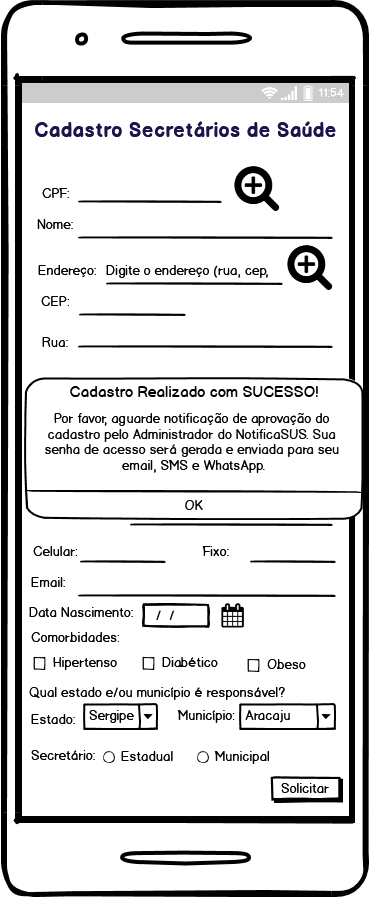 11:54
Cadastro Secretários de Saúde
CPF:
Nome:
Endereço: Digite o endereço (rua, cep,
CEP:
Rua:
Cadastro Realizado com SUCESSO!
Por favor, aguarde notificação de aprovação do
cadastro pelo Administrador do NotificaSUS. Sua
senha de acesso será gerada e enviada para seu
email, SMS e WhatsApp.
OK
Celular: Fixo:
Email:
Data Nascimento: / /
Comorbidades:
Hipertenso Diabético Obeso
Qual estado e/ou município é responsável?
Estado: Sergipe Município: Aracaju
Secretário: Estadual Municipal
Solicitar